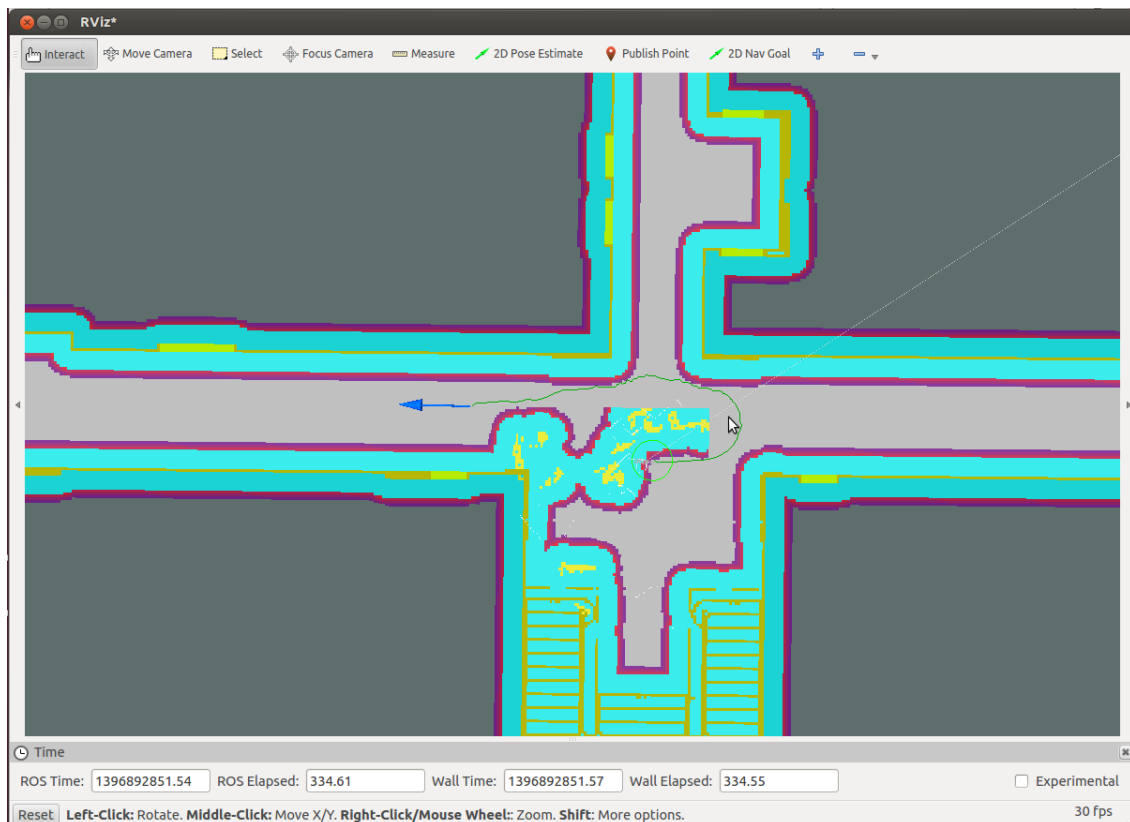 RViz*
Interact Move Camera Select Focus Camera Measure 2D Pose Estimate Publish Point 2D Nav Goal
Time
ROS Time: 1396892851.54 ROS Elapsed: 334.61 Wall Time: 1396892851.57 Wall Elapsed: 334.55 Experimental
Reset Left-Click: Rotate. Middle-Click: Move X/Y. Right-Click/Mouse Wheel:: Zoom. Shift: More options. 30 fps